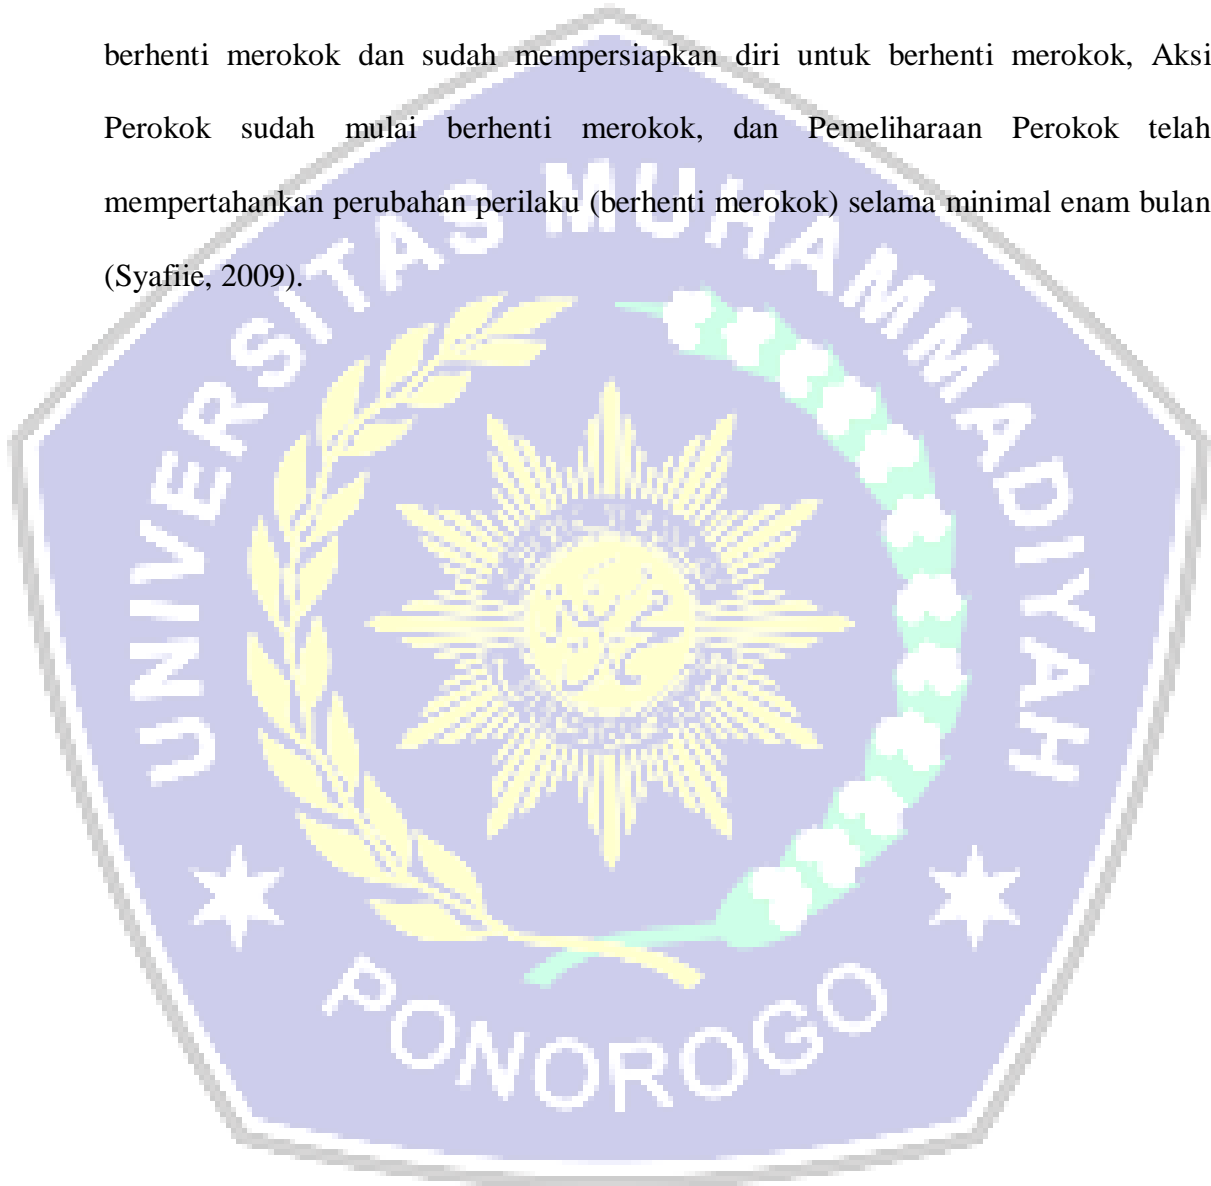 berhenti merokok dan sudah mempersiapkan diri untuk berhenti merokok, Aksi
Perokok sudah mulai berhenti merokok, dan Pemeliharaan Perokok telah
mempertahankan perubahan perilaku (berhenti merokok) selama minimal enam bulan
(Syafiie, 2009).
UNIVERSITAS MUHAMMADIYAH
PONOROGO